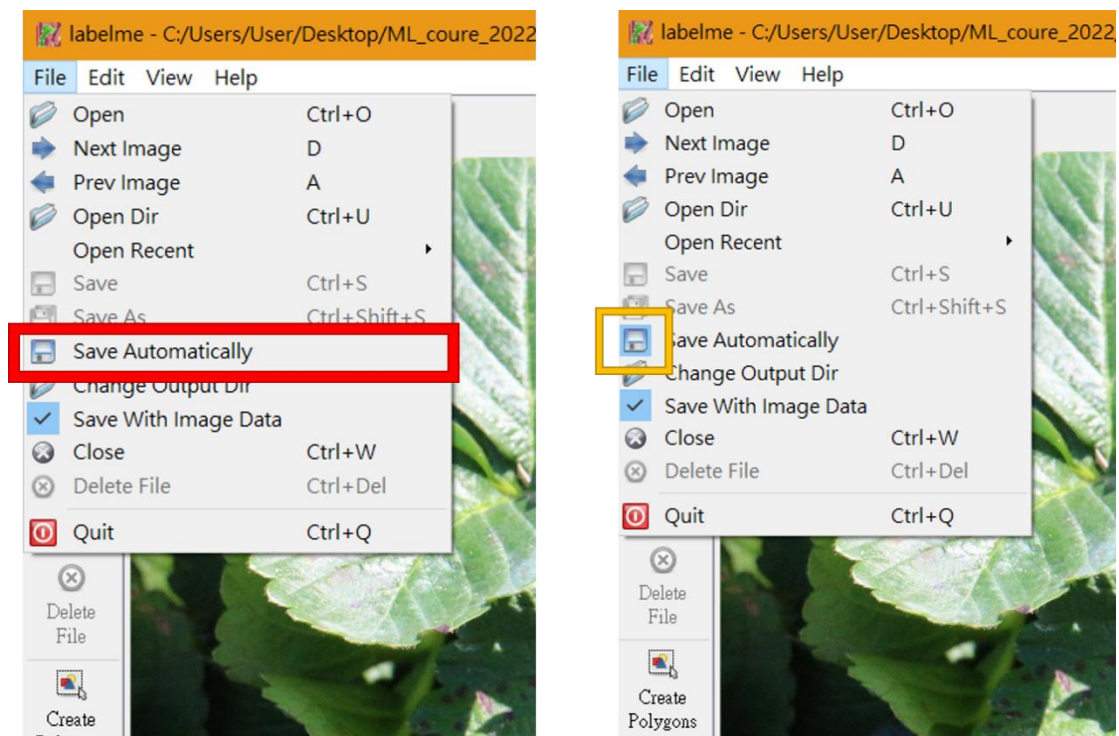 labelme - C:/Users/User/Desktop/ML_coure_2022
File Edit View Help
Open Ctrl+O
Next Image D
Prev Image A
Open Dir Ctrl+U
Open Recent
Save Ctrl+S
Save As Ctrl+Shift+S
Save Automatically
Change Output Dir
Save With Image Data
Close Ctrl+W
Delete File Ctrl+Del
Quit Ctrl+Q
Delete
File
Create
labelme - C:/Users/User/Desktop/ML_coure_2022
File Edit View Help
Open Ctrl+O
Next Image D
Prev Image A
Open Dir Ctrl+U
Open Recent
Save Ctrl+S
Save As Ctrl+Shift+S
Save Automatically
Change Output Dir
Save With Image Data
Close Ctrl+W
Delete File Ctrl+Del
Quit Ctrl+Q
Delete
File
Create
Polygons